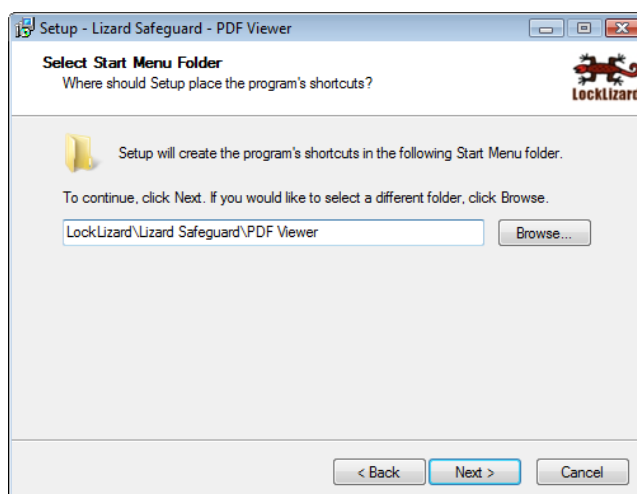 Setup - Lizard Safeguard - PDF Viewer
Select Start Menu Folder
Where should Setup place the program's shortcuts?
LockLizard
Setup will create the program's shortcuts in the following Start Menu folder.
To continue, click Next. If you would like to select a different folder, click Browse.
LockLizard\Lizard Safeguard\PDF Viewer
Browse...
< Back
Next >
Cancel